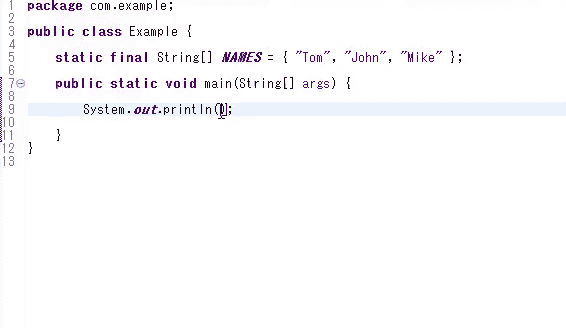 1 package com.example;
2
3 public class Example {
4
5 static final String[] NAMES = { "Tom", "John", "Mike" };
6
7 public static void main(String[] args) {
8
9 System.out.println();
10
11 }
12 }
13